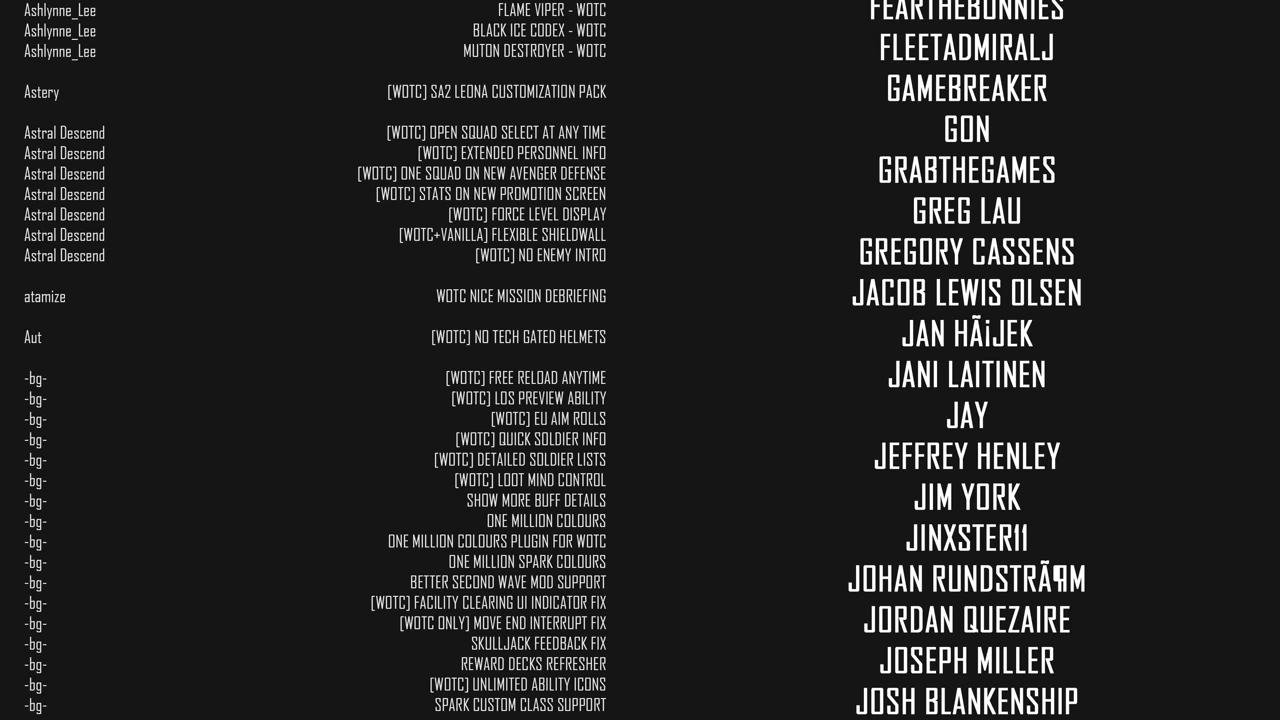 Ashlynne_Lee FLAME VIPER - WOTC
Ashlynne_Lee BLACK ICE CODEX - WOTC
Ashlynne_Lee MUTON DESTROYER - WOTC
Astery [WOTC] SA2 LEONA CUSTOMIZATION PACK
Astral Descend [WOTC] OPEN SQUAD SELECT AT ANY TIME
Astral Descend [WOTC] EXTENDED PERSONNEL INFO
Astral Descend [WOTC] ONE SQUAD ON NEW AVENGER DEFENSE
Astral Descend [WOTC] STATS ON NEW PROMOTION SCREEN
Astral Descend [WOTC] FORCE LEVEL DISPLAY
Astral Descend [WOTC+VANILLA] FLEXIBLE SHIELDWALL
Astral Descend [WOTC] NO ENEMY INTRO
atamize WOTC NICE MISSION DEBRIEFING
Aut [WOTC] NO TECH GATED HELMETS
-bg- [WOTC] FREE RELOAD ANYTIME
-bg- [WOTC] LOS PREVIEW ABILITY
-bg- [WOTC] EU AIM ROLLS
-bg- [WOTC] QUICK SOLDIER INFO
-bg- [WOTC] DETAILED SOLDIER LISTS
-bg- [WOTC] LOOT MIND CONTROL
-bg- SHOW MORE BUFF DETAILS
-bg- ONE MILLION COLOURS
-bg- ONE MILLION COLOURS PLUGIN FOR WOTC
-bg- ONE MILLION SPARK COLOURS
-bg- BETTER SECOND WAVE MOD SUPPORT
-bg- [WOTC] FACILITY CLEARING UI INDICATOR FIX
-bg- [WOTC ONLY] MOVE END INTERRUPT FIX
-bg- SKULLJACK FEEDBACK FIX
-bg- REWARD DECKS REFRESHER
-bg- [WOTC] UNLIMITED ABILITY ICONS
-bg- SPARK CUSTOM CLASS SUPPORT
FEARTHEBUNNIES
FLEETADMIRALJ
GAMEBREAKER
GON
GRABTHEGAMES
GREG LAU
GREGORY CASSENS
JACOB LEWIS OLSEN
JAN HÃ¡JEK
JANI LAITINEN
JAY
JEFFREY HENLEY
JIM YORK
JINXSTER11
JOHAN RUNDSTRÃ¶M
JORDAN QUEZAIRE
JOSEPH MILLER
JOSH BLANKENSHIP